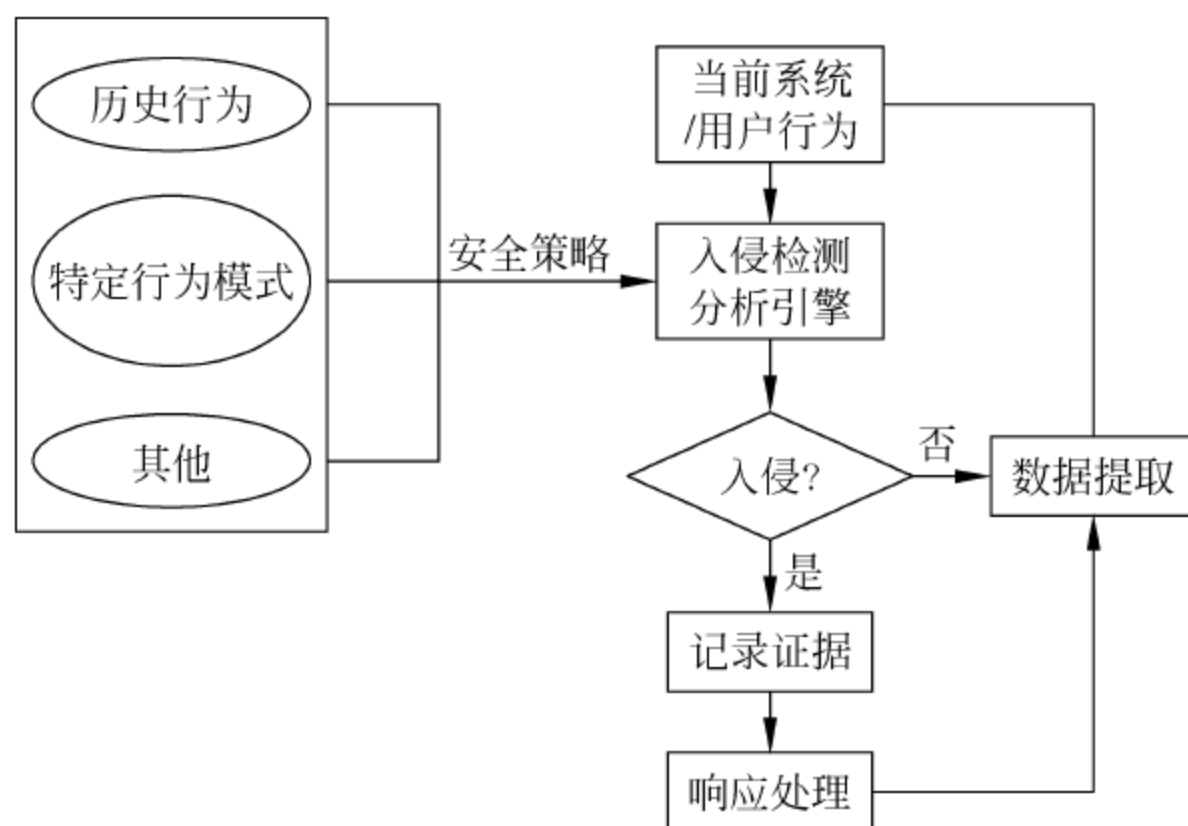 历史行为
特定行为模式
其他
安全策略
当前系统
/用户行为
入侵检测
分析引擎
入侵?
否
数据提取
是
记录证据
响应处理